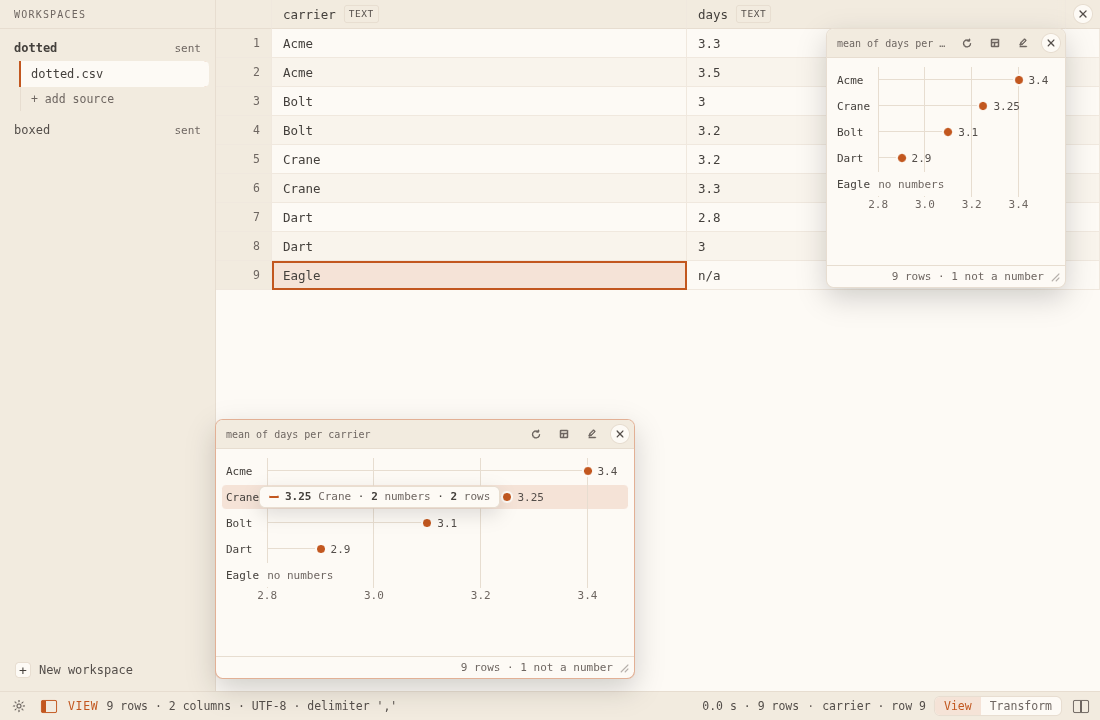 WORKSPACES
dotted sent
dotted.csv
+ add source
boxed sent
+ New workspace
carrier TEXT days TEXT
1 Acme 3.3
2 Acme 3.5
3 Bolt 3
4 Bolt 3.2
5 Crane 3.2
6 Crane 3.3
7 Dart 2.8
8 Dart 3
9 Eagle n/a
mean of days per …
Acme 3.4
Crane 3.25
Bolt 3.1
Dart 2.9
Eagle no numbers
2.8 3.0 3.2 3.4
9 rows · 1 not a number
mean of days per carrier
Acme 3.4
Crane 3.25 Crane · 2 numbers · 2 rows 3.25
Bolt 3.1
Dart 2.9
Eagle no numbers
2.8 3.0 3.2 3.4
9 rows · 1 not a number
VIEW 9 rows · 2 columns · UTF-8 · delimiter ','
0.0 s · 9 rows · carrier · row 9 View Transform